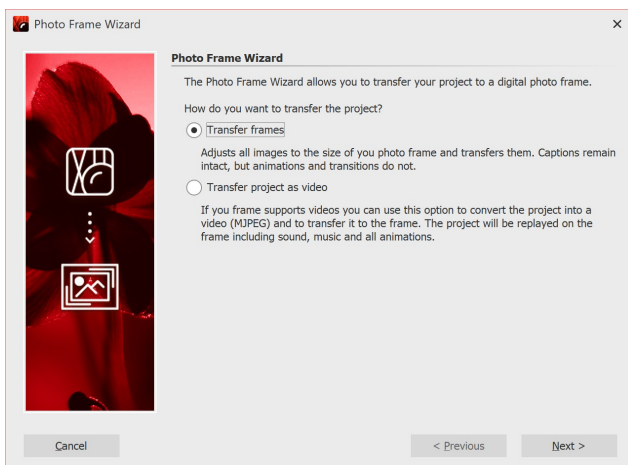 Photo Frame Wizard
Photo Frame Wizard
The Photo Frame Wizard allows you to transfer your project to a digital photo frame.
How do you want to transfer the project?
Transfer frames
Adjusts all images to the size of you photo frame and transfers them. Captions remain
intact, but animations and transitions do not.
Transfer project as video
If you frame supports videos you can use this option to convert the project into a
video (MJPEG) and to transfer it to the frame. The project will be replayed on the
frame including sound, music and all animations.
Cancel
< Previous
Next >